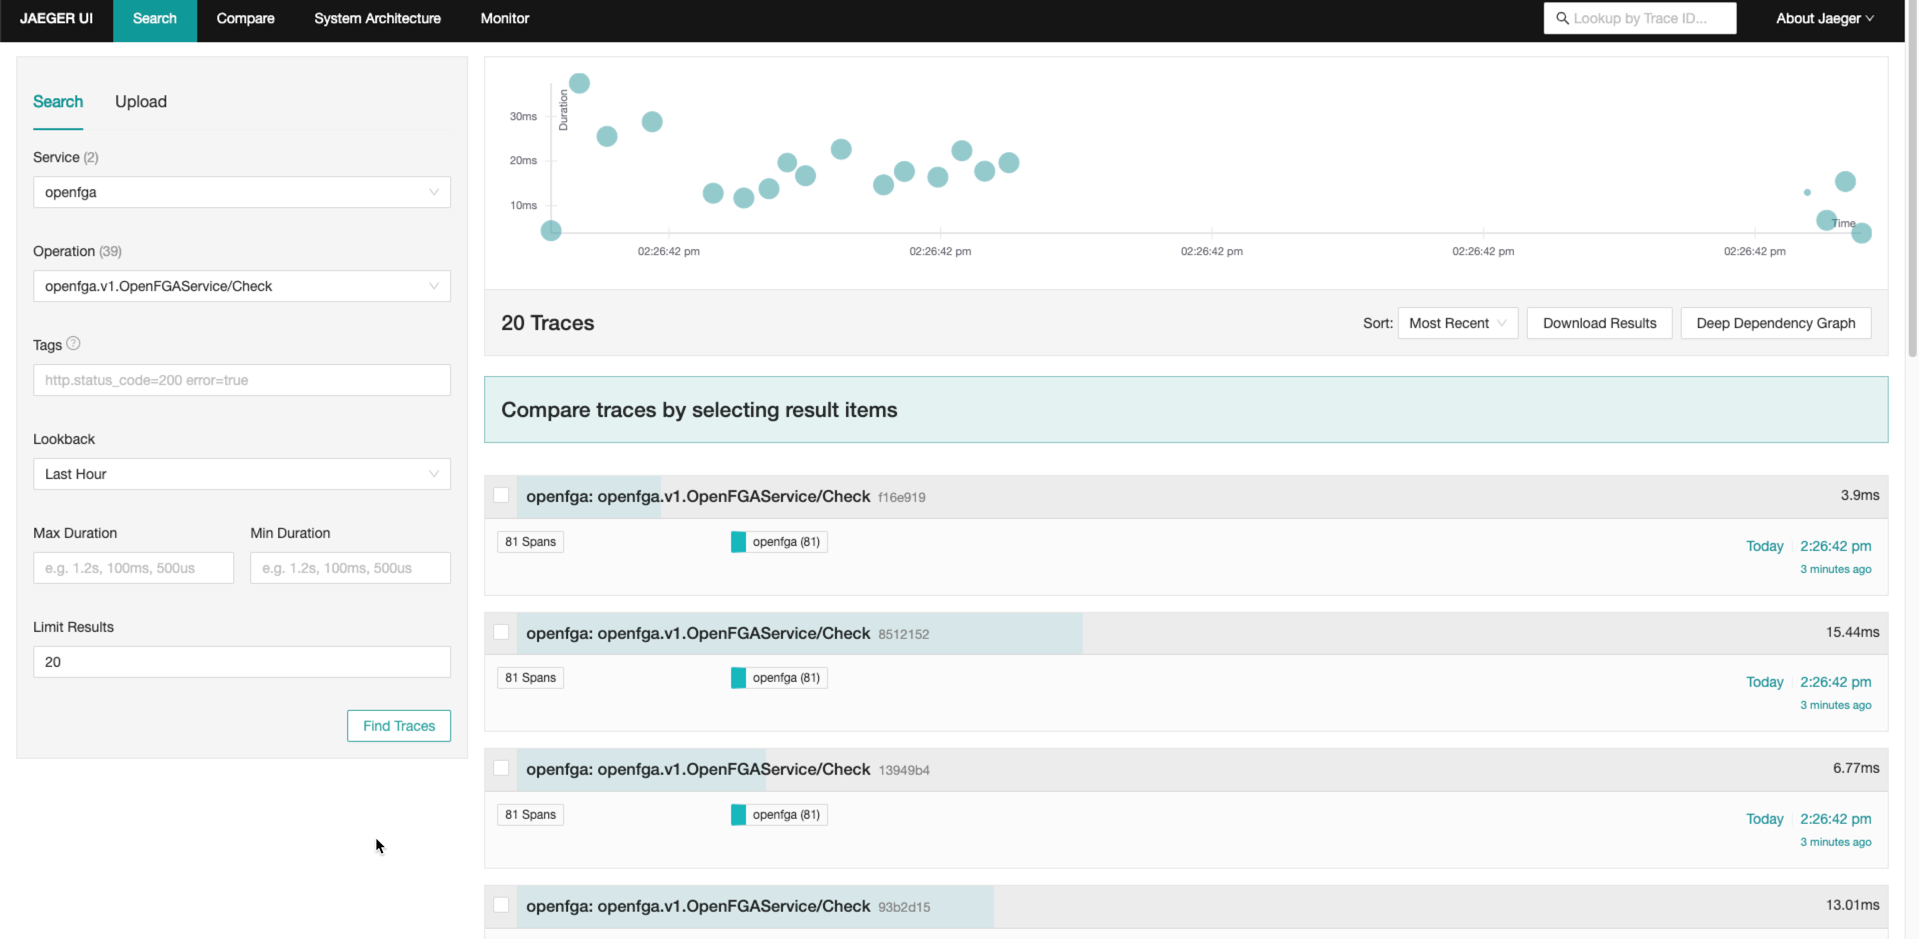 JAEGER UI Search Compare System Architecture Monitor Lookup by Trace ID... About Jaeger
Search Upload
Service (2)
openfga
Operation (39)
openfga.v1.OpenFGAService/Check
Tags ?
http.status_code=200 error=true
Lookback
Last Hour
Max Duration Min Duration
e.g. 1.2s, 100ms, 500us e.g. 1.2s, 100ms, 500us
Limit Results
20
Find Traces
Duration
30ms
20ms
10ms
Time
02:26:42 pm 02:26:42 pm 02:26:42 pm 02:26:42 pm 02:26:42 pm
20 Traces Sort: Most Recent Download Results Deep Dependency Graph
Compare traces by selecting result items
openfga: openfga.v1.OpenFGAService/Check f16e919 3.9ms
81 Spans openfga (81) Today 2:26:42 pm
3 minutes ago
openfga: openfga.v1.OpenFGAService/Check 8512152 15.44ms
81 Spans openfga (81) Today 2:26:42 pm
3 minutes ago
openfga: openfga.v1.OpenFGAService/Check 13949b4 6.77ms
81 Spans openfga (81) Today 2:26:42 pm
3 minutes ago
openfga: openfga.v1.OpenFGAService/Check 93b2d15 13.01ms